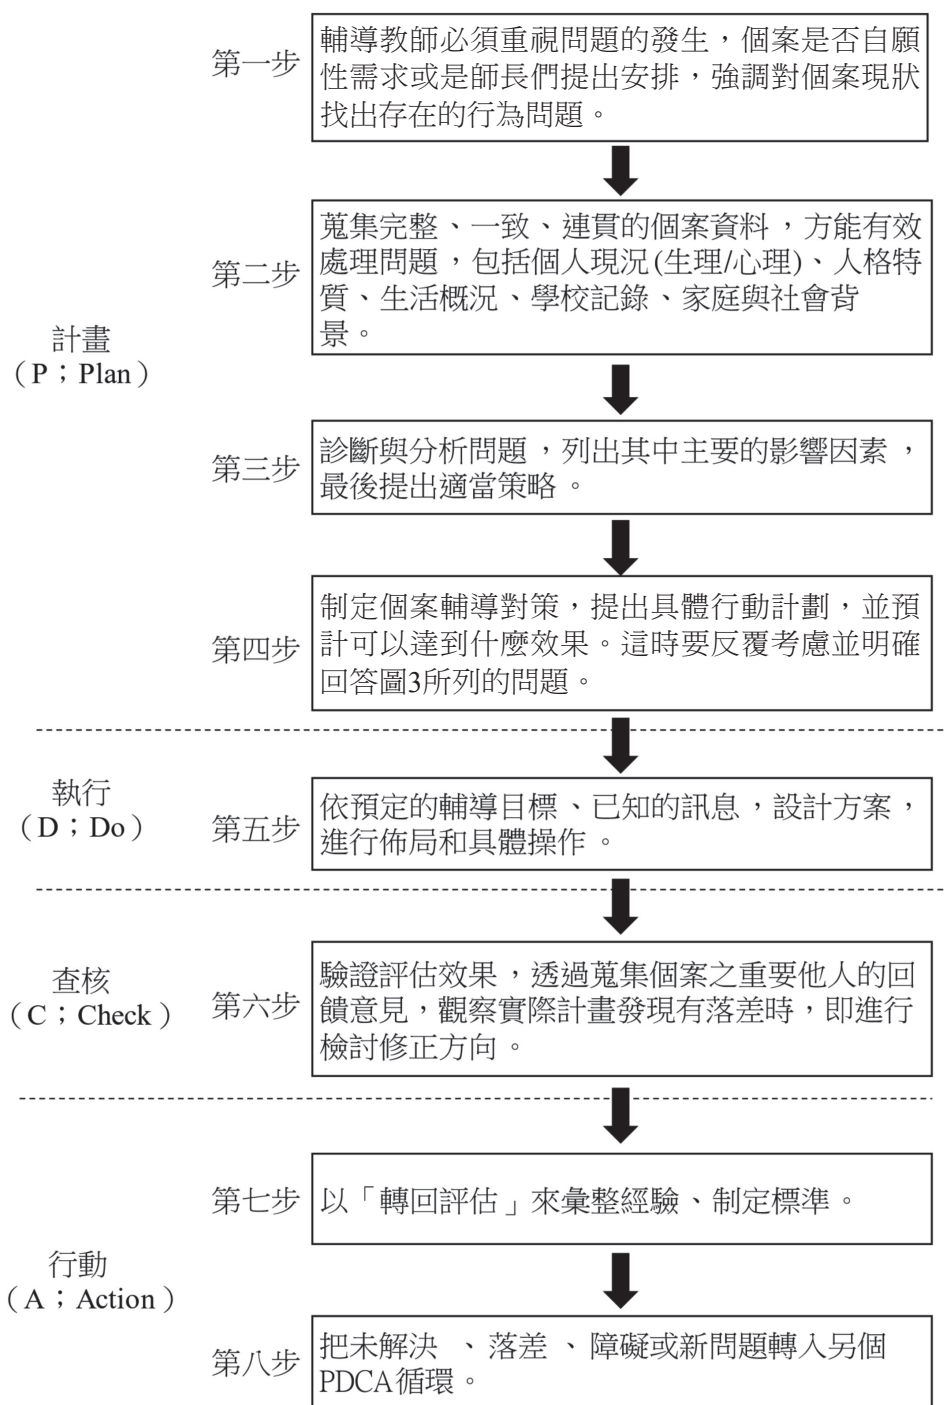 第一步
輔導教師必須重視問題的發生，個案是否自願
性需求或是師長們提出安排，強調對個案現狀
找出存在的行為問題。
計畫
（P；Plan）
第二步
蒐集完整、一致、連貫的個案資料，方能有效
處理問題，包括個人現況(生理/心理)、人格特
質、生活概況、學校記錄、家庭與社會背
景。
第三步
診斷與分析問題，列出其中主要的影響因素，
最後提出適當策略。
第四步
制定個案輔導對策，提出具體行動計劃，並預
計可以達到什麼效果。這時要反覆考慮並明確
回答圖3所列的問題。
執行
（D；Do）
第五步
依預定的輔導目標、已知的訊息，設計方案，
進行佈局和具體操作。
查核
（C；Check）
第六步
驗證評估效果，透過蒐集個案之重要他人的回
饋意見，觀察實際計畫發現有落差時，即進行
檢討修正方向。
行動
（A；Action）
第七步
以「轉回評估」來彙整經驗、制定標準。
第八步
把未解決、落差、障礙或新問題轉入另個
PDCA循環。